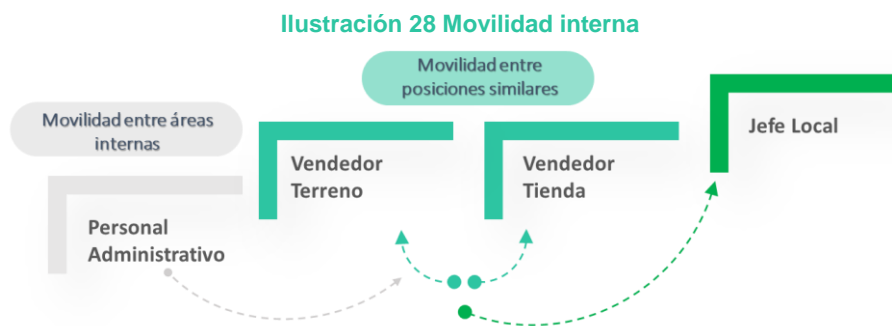 Ilustración 28 Movilidad interna
Movilidad entre
posiciones similares
Movilidad entre áreas
internas
Jefe Local
Vendedor
Terreno
Vendedor
Tienda
Personal
Administrativo